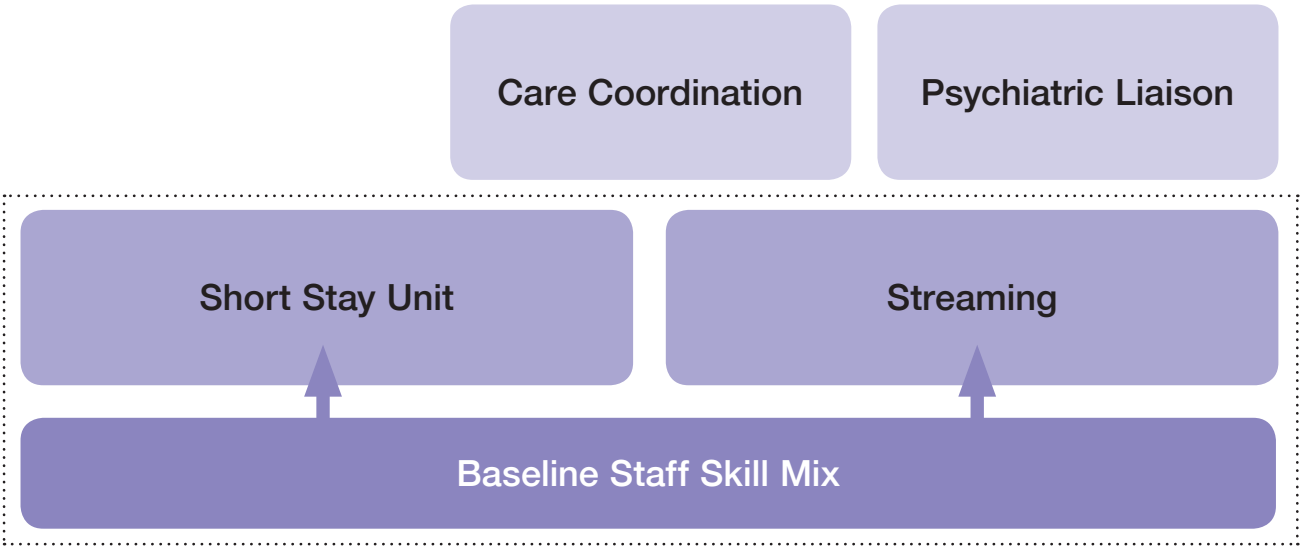 Care Coordination
Psychiatric Liaison
Short Stay Unit
Streaming
Baseline Staff Skill Mix